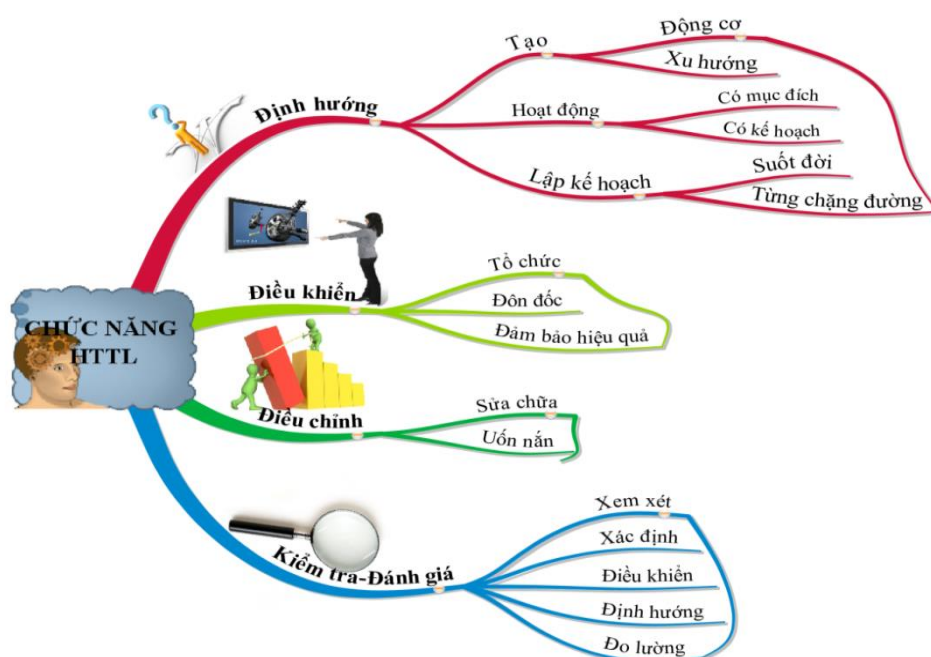 CHỨC NĂNG
HTTL
Định hướng
Tạo
Động cơ
Xu hướng
Hoạt động
Có mục đích
Có kế hoạch
Lập kế hoạch
Suốt đời
Từng chặng đường
Điều khiển
Tổ chức
Đôn đốc
Đảm bảo hiệu quả
Điều chỉnh
Sửa chữa
Uốn nắn
Kiểm tra-Đánh giá
Xem xét
Xác định
Điều khiển
Định hướng
Đo lường